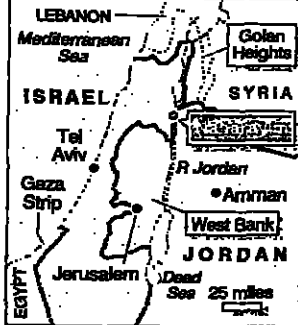 LEBANON
Mediterranean
Sea
Golan
Heights
ISRAEL
SYRIA
Naharayim
Tel
Aviv
R Jordan
Gaza
Strip
Amman
West Bank
JORDAN
Jerusalem
EGYPT
Dead
Sea
25 miles